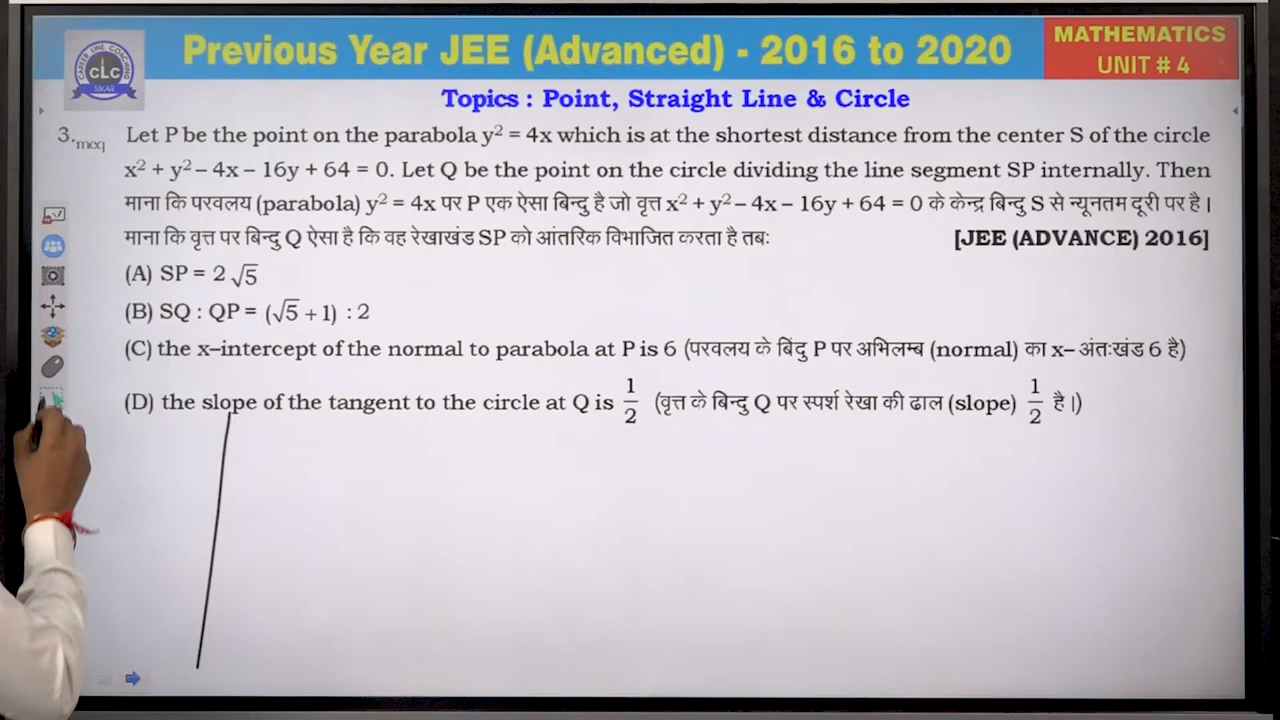 Previous Year JEE (Advanced) - 2016 to 2020
MATHEMATICS
UNIT # 4
CAREER LINE COACHING
CLC
SIKAR
Topics : Point, Straight Line & Circle
3. mcq Let P be the point on the parabola y² = 4x which is at the shortest distance from the center S of the circle
x² + y² – 4x – 16y + 64 = 0. Let Q be the point on the circle dividing the line segment SP internally. Then
माना कि परवलय (parabola) y² = 4x पर P एक ऐसा बिन्दु है जो वृत्त x² + y² – 4x – 16y + 64 = 0 के केन्द्र बिन्दु S से न्यूनतम दूरी पर है।
माना कि वृत्त पर बिन्दु Q ऐसा है कि वह रेखाखंड SP को आंतरिक विभाजित करता है तबः
[JEE (ADVANCE) 2016]
(A) SP = 2√5
(B) SQ : QP = (√5 + 1) : 2
(C) the x–intercept of the normal to parabola at P is 6 (परवलय के बिंदु P पर अभिलम्ब (normal) का x– अंतःखंड 6 है)
(D) the slope of the tangent to the circle at Q is 1/2 (वृत्त के बिन्दु Q पर स्पर्श रेखा की ढाल (slope) 1/2 है।)